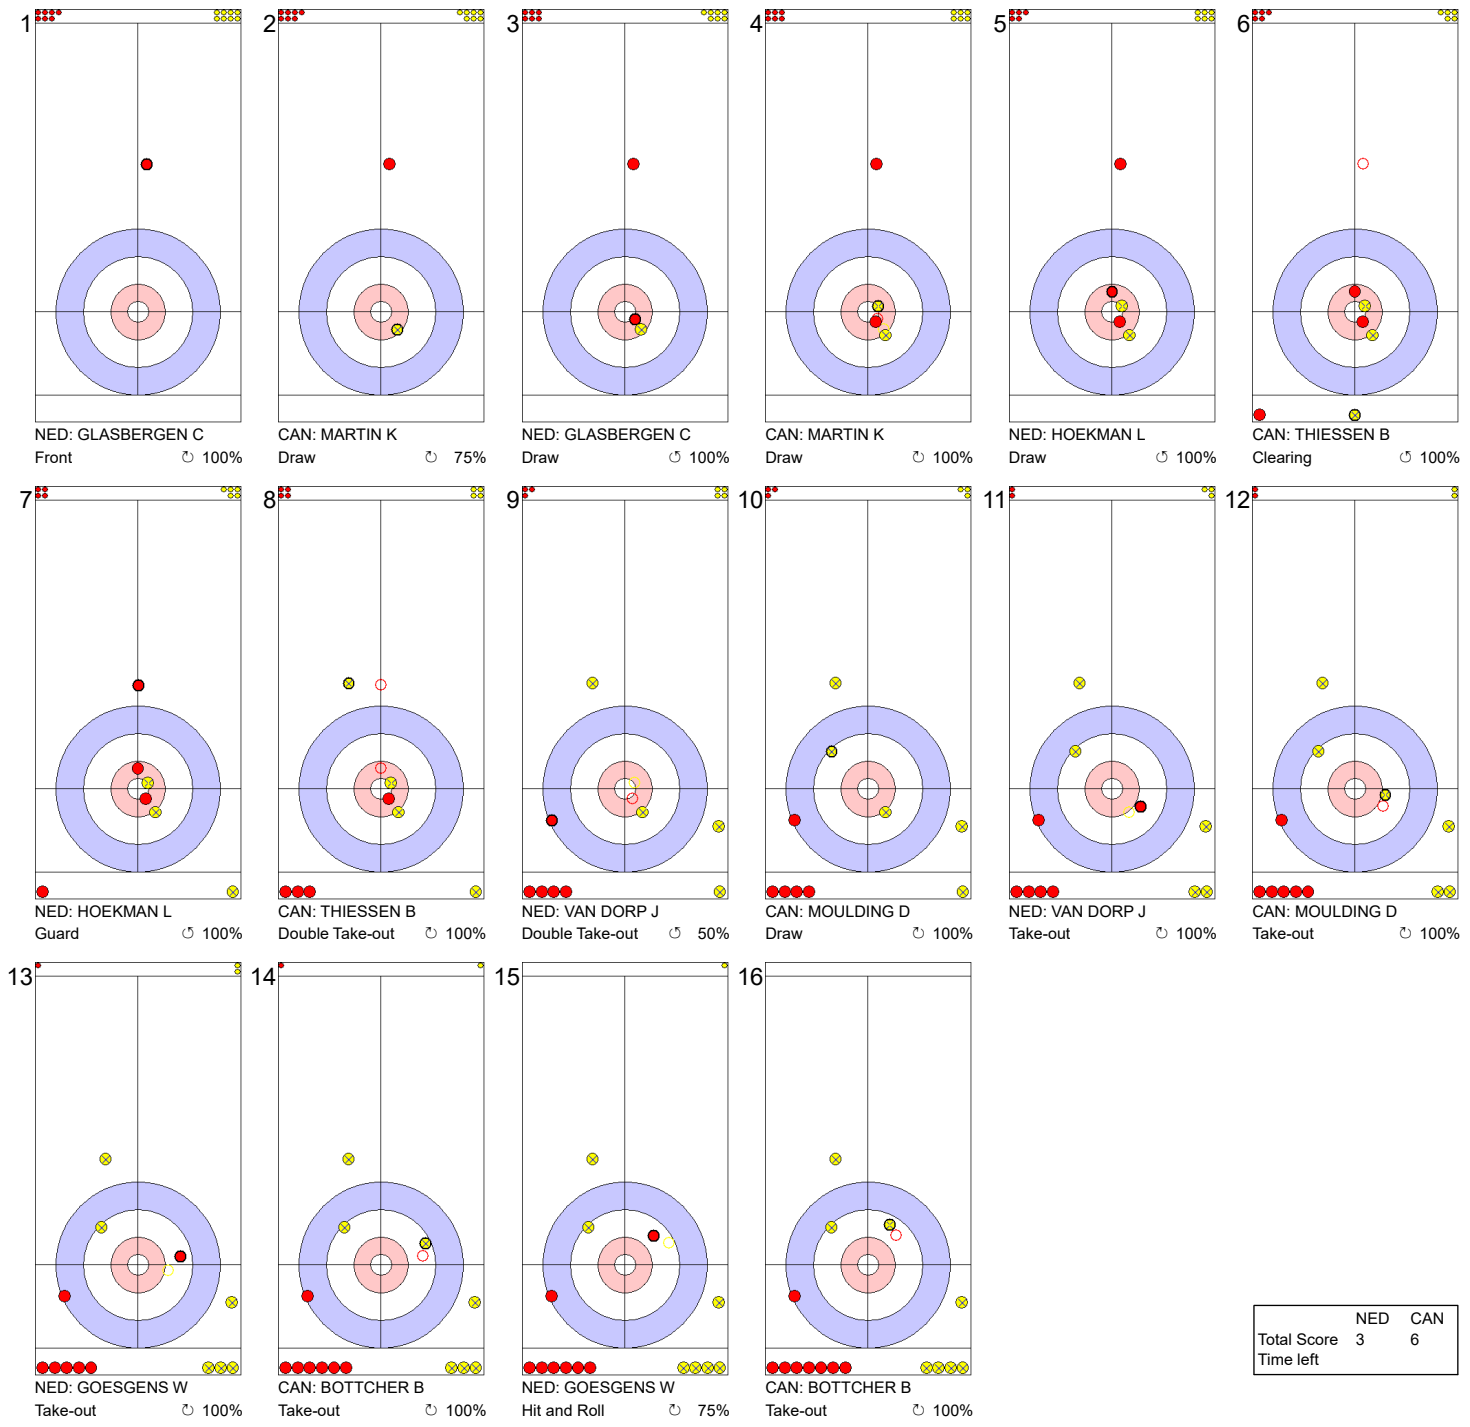 1
NED: GLASBERGEN C
Front ↻ 100%
2
CAN: MARTIN K
Draw ↻ 75%
3
NED: GLASBERGEN C
Draw ↺ 100%
4
CAN: MARTIN K
Draw ↻ 100%
5
NED: HOEKMAN L
Draw ↺ 100%
6
CAN: THIESSEN B
Clearing ↺ 100%
7
NED: HOEKMAN L
Guard ↺ 100%
8
CAN: THIESSEN B
Double Take-out ↻ 100%
9
NED: VAN DORP J
Double Take-out ↺ 50%
10
CAN: MOULDING D
Draw ↻ 100%
11
NED: VAN DORP J
Take-out ↻ 100%
12
CAN: MOULDING D
Take-out ↻ 100%
13
NED: GOESGENS W
Take-out ↻ 100%
14
CAN: BOTTCHER B
Take-out ↻ 100%
15
NED: GOESGENS W
Hit and Roll ↻ 75%
16
CAN: BOTTCHER B
Take-out ↻ 100%
NED CAN
Total Score 3 6
Time left